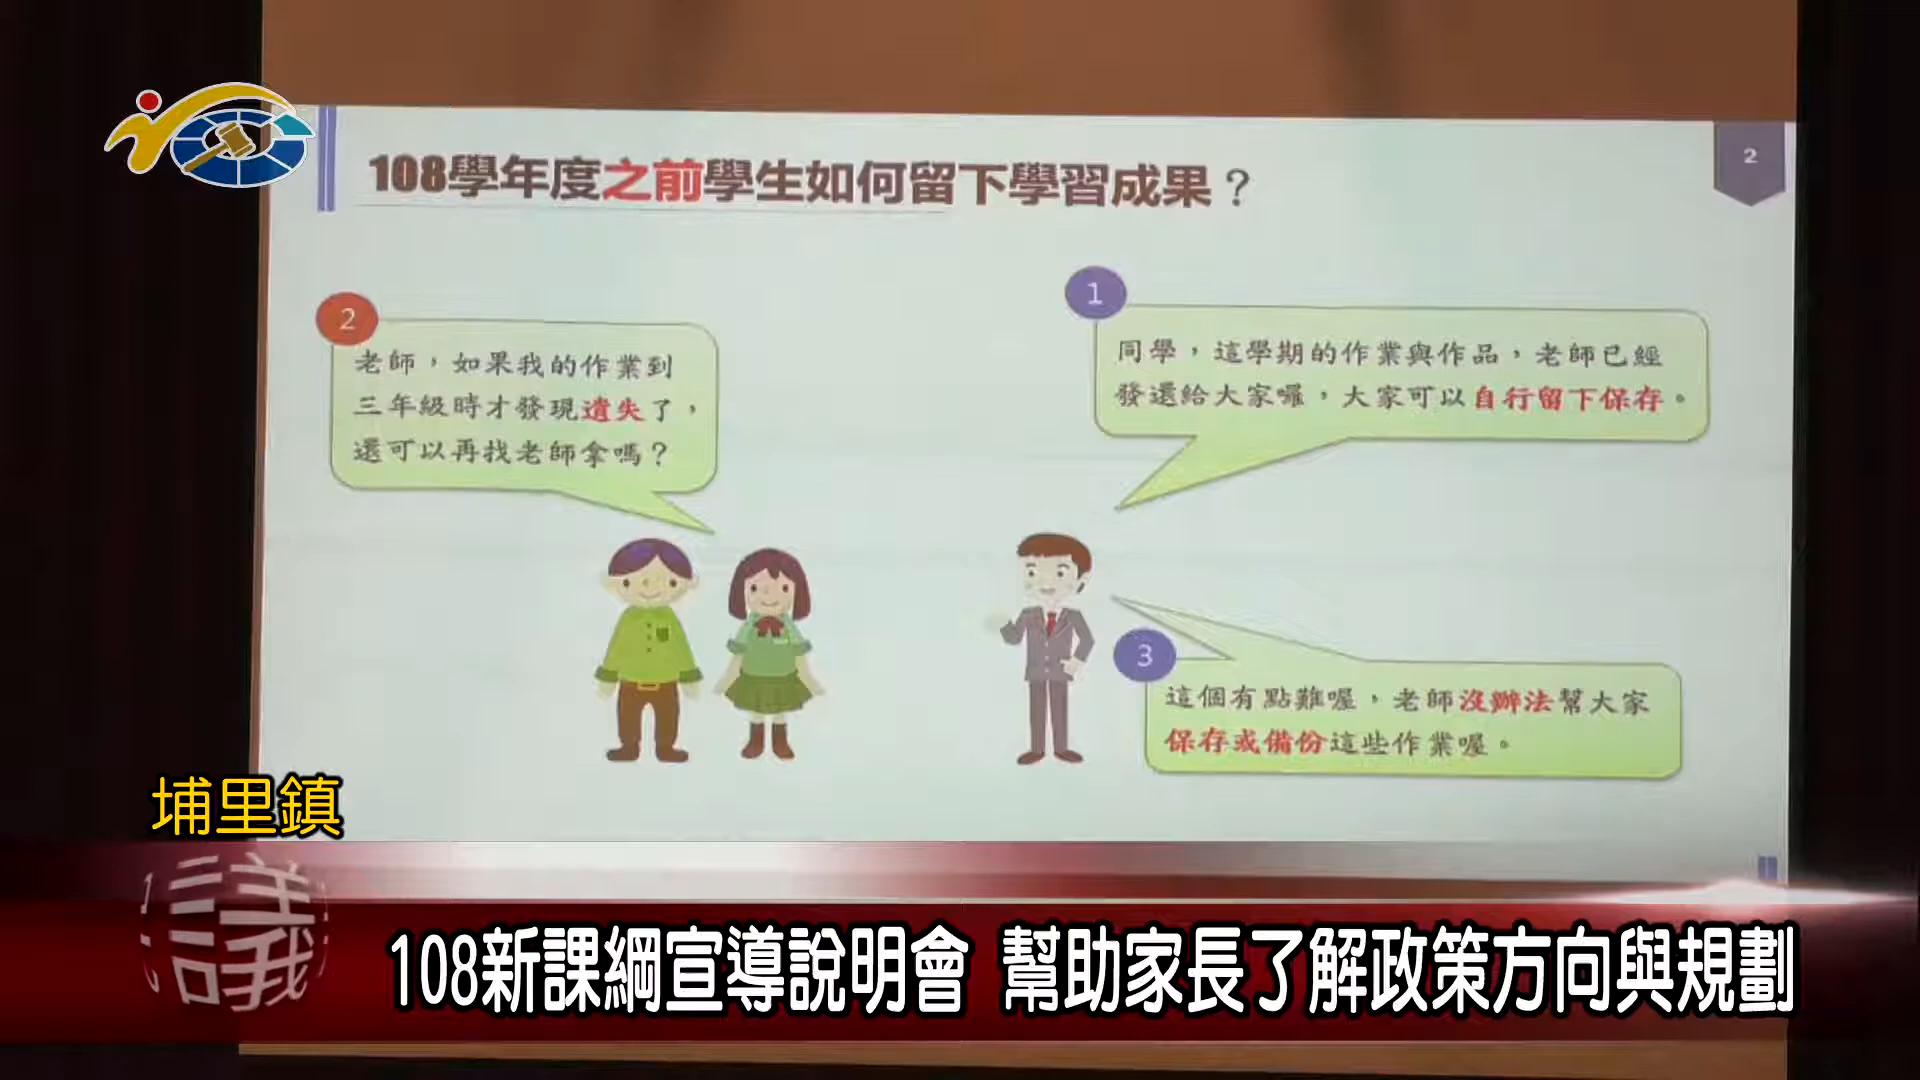 108學年度之前學生如何留下學習成果？
2
1
同學，這學期的作業與作品，老師已經
發還給大家囉，大家可以自行留下保存。
2
老師，如果我的作業到
三年級時才發現遺失了，
還可以再找老師拿嗎？
3
這個有點難喔，老師沒辦法幫大家
保存或備份這些作業喔。
埔里鎮
議
108新課綱宣導說明會 幫助家長了解政策方向與規劃